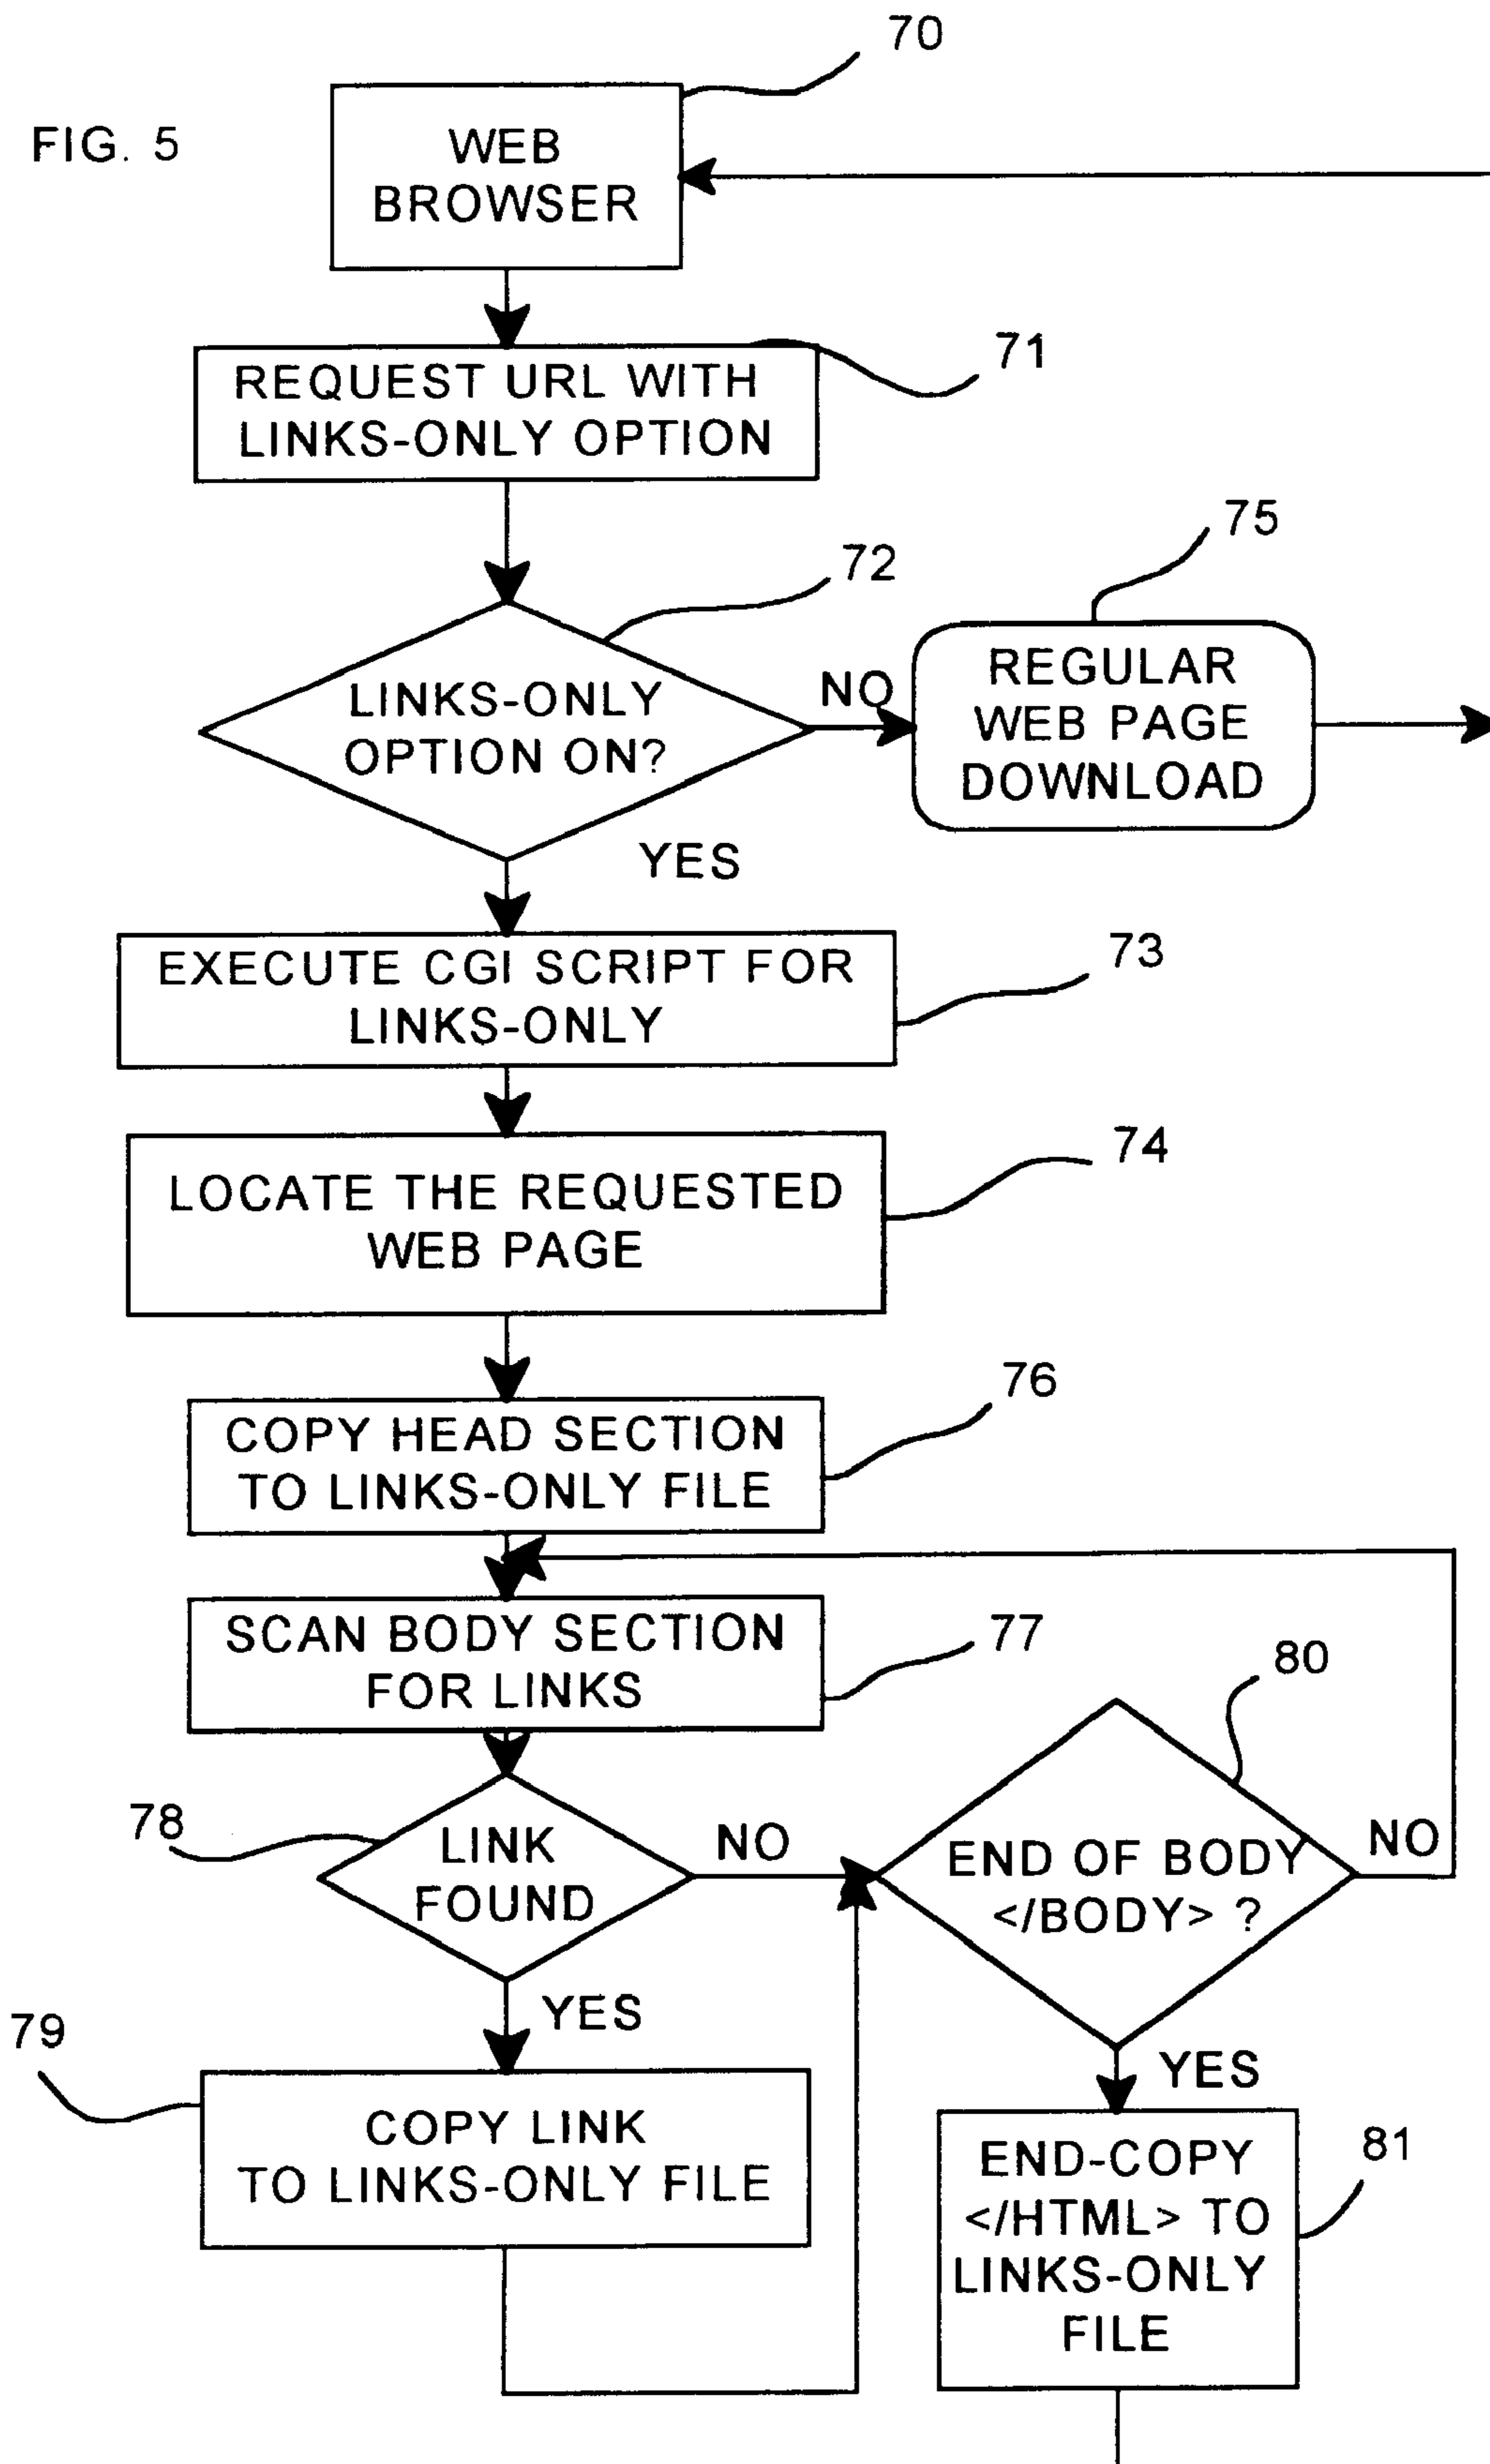 70
FIG. 5
WEB
BROWSER
71
REQUEST URL WITH
LINKS-ONLY OPTION
72
75
LINKS-ONLY
OPTION ON?
NO
REGULAR
WEB PAGE
DOWNLOAD
YES
73
EXECUTE CGI SCRIPT FOR
LINKS-ONLY
74
LOCATE THE REQUESTED
WEB PAGE
76
COPY HEAD SECTION
TO LINKS-ONLY FILE
77
SCAN BODY SECTION
FOR LINKS
80
78
LINK
FOUND
NO
END OF BODY
</BODY> ?
NO
YES
79
COPY LINK
TO LINKS-ONLY FILE
YES
81
END-COPY
</HTML> TO
LINKS-ONLY
FILE